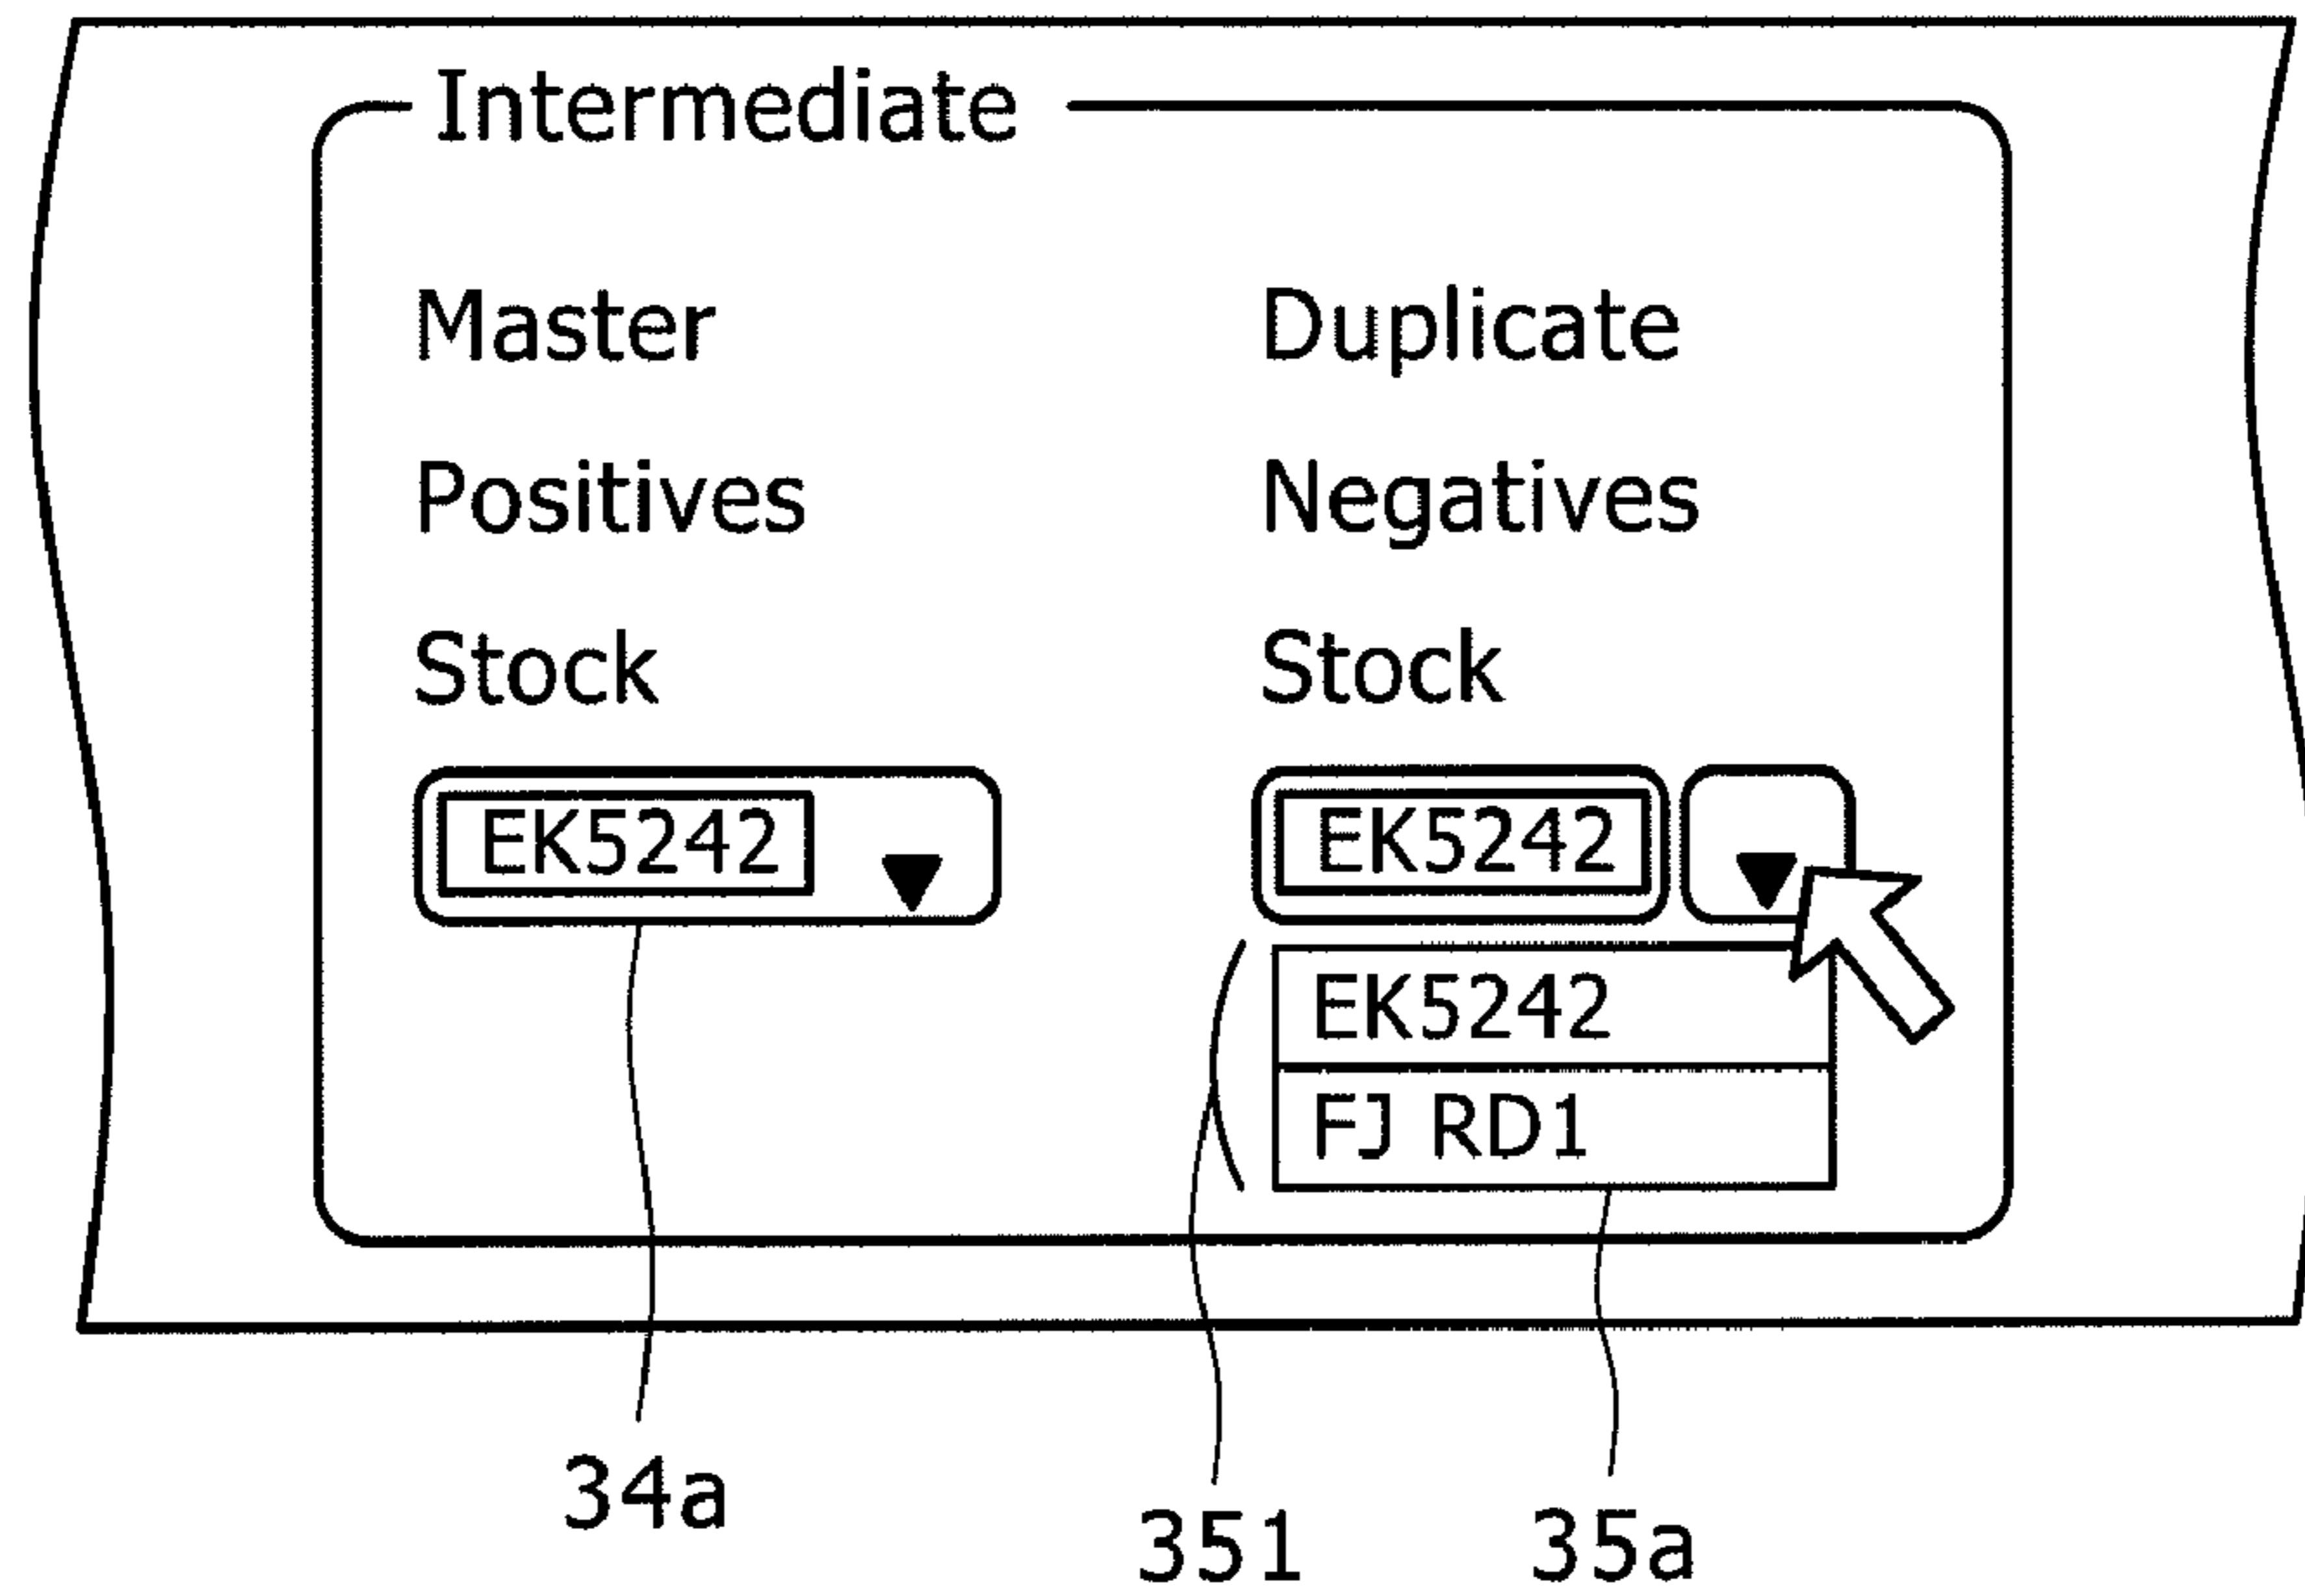 Intermediate
Master
Positives
Stock
EK5242
Duplicate
Negatives
Stock
EK5242
EK5242
FJ RD1
34a
351
35a